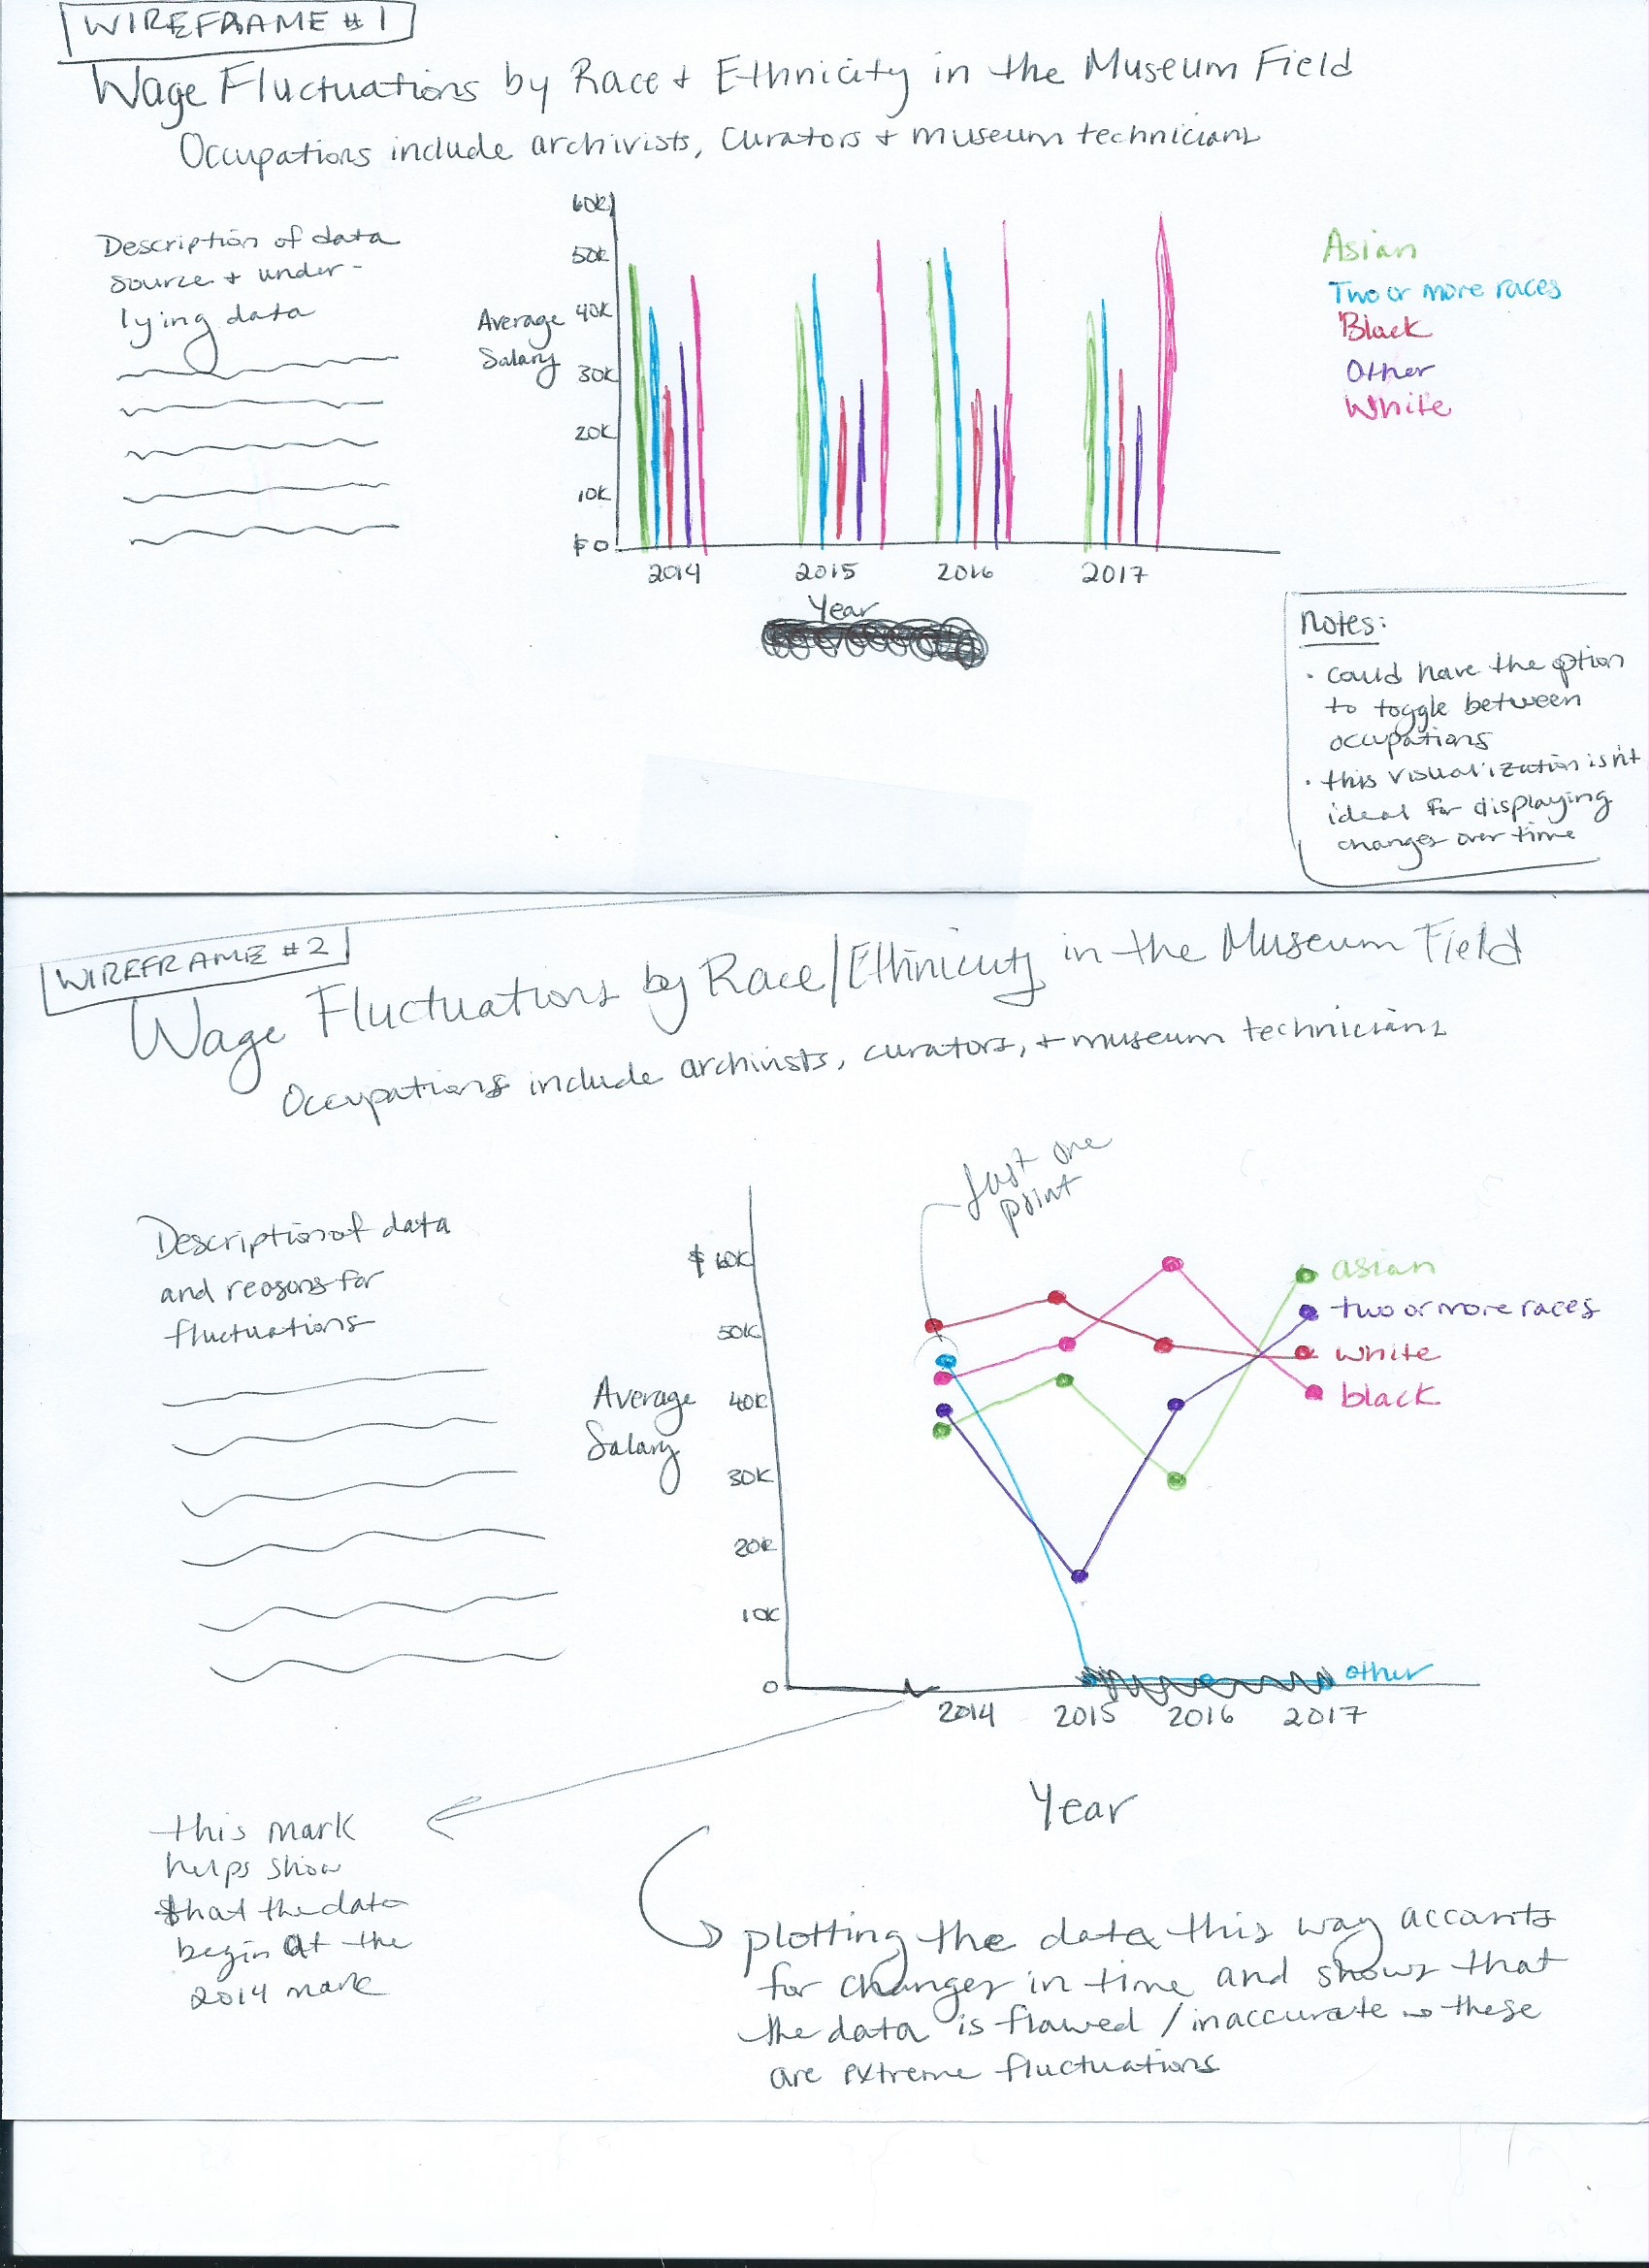 WIREFRAME #1
Wage Fluctuations by Race + Ethnicity in the Museum Field
Occupations include archivists, curators + museum technicians
Description of data
source + under-
lying data
Average
Salary
60K
50K
40K
30K
20K
10K
$0
2014 2015 2016 2017
Year
Asian
Two or more races
Black
Other
White
Notes:
· could have the option
to toggle between
occupations
· this visualization isn't
ideal for displaying
changes over time
WIREFRAME #2
Wage Fluctuations by Race/Ethnicity in the Museum Field
Occupations include archivists, curators, + museum technicians
Just one
point
Description of data
and reasons for
fluctuations
Average
Salary
$60K
50K
40K
30K
20K
10K
0
asian
two or more races
white
black
other
2014 2015 2016 2017
Year
this mark
helps show
that the data
begin at the
2014 mark
plotting the data this way accounts
for changes in time and shows that
the data is flawed / inaccurate → these
are extreme fluctuations